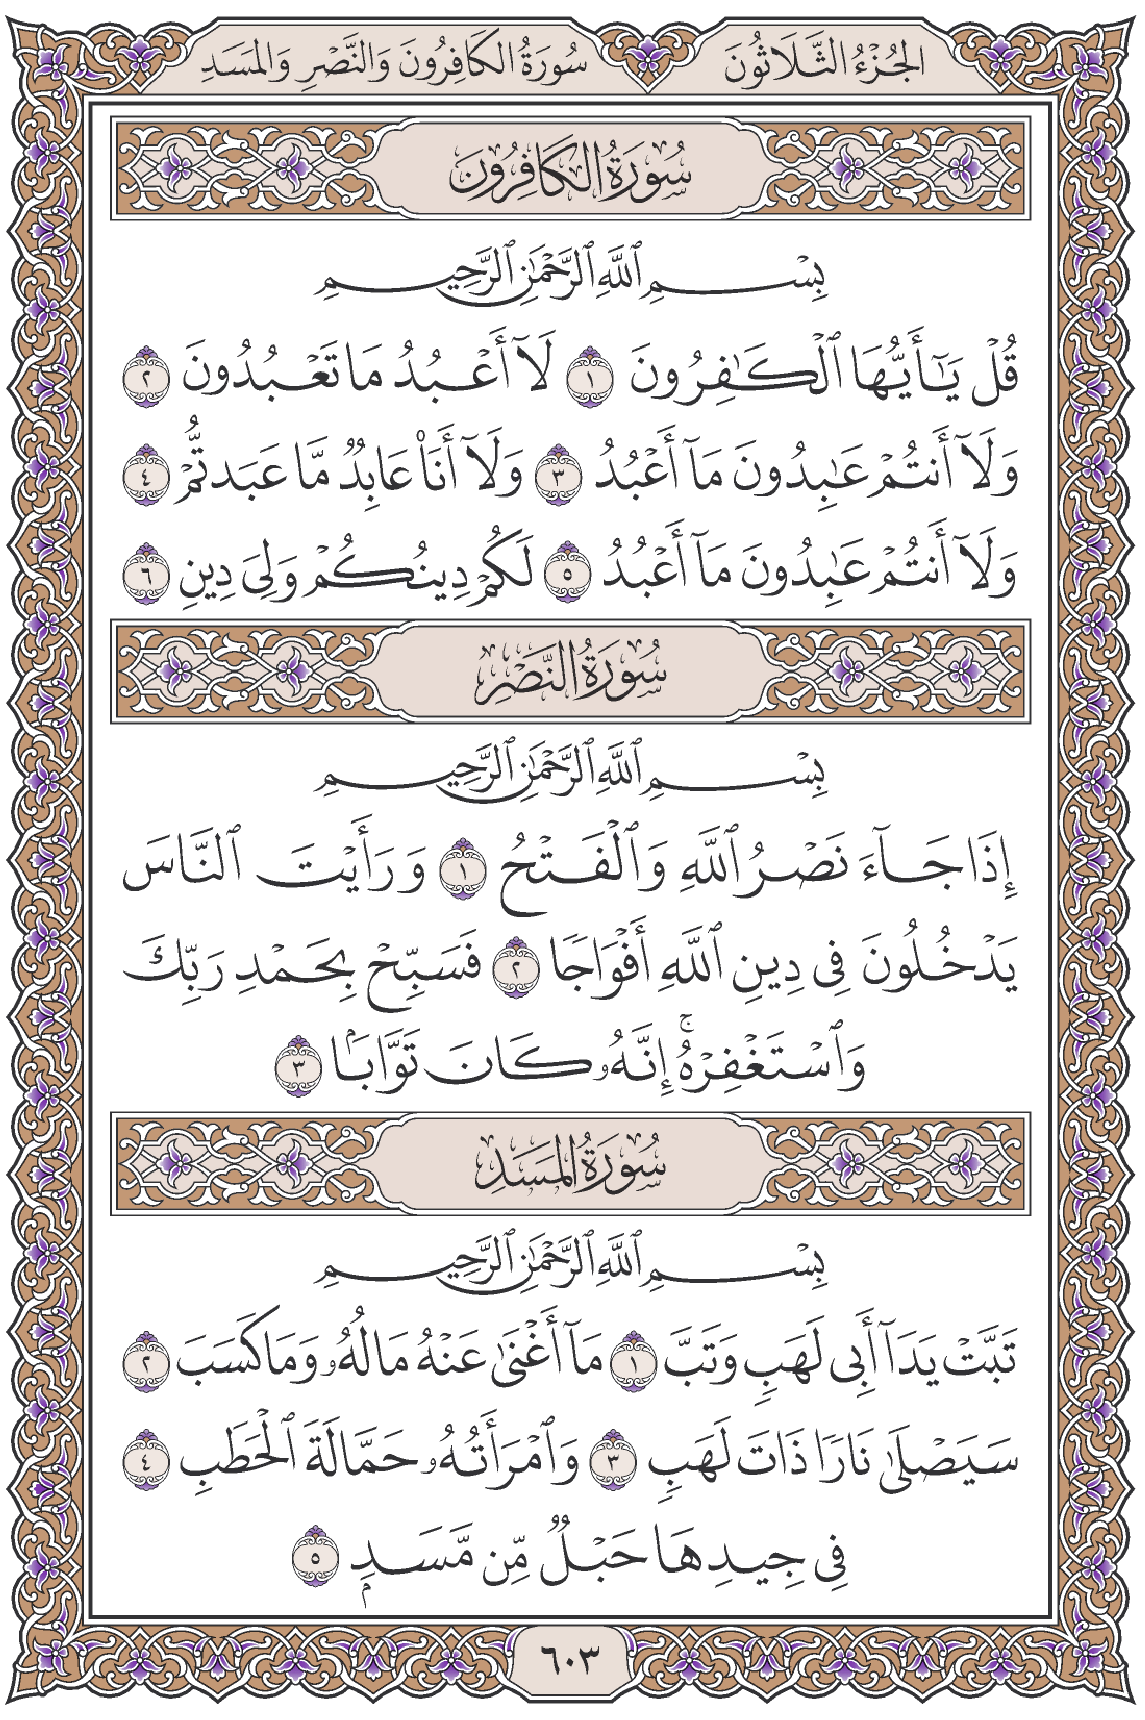 الجُزْءُ الثَّلَاثُونَ
سُورَةُ الكَافِرُونَ وَالنَّصْرِ وَالمَسَدِ
سُورَةُ الكَافِرُونَ
بِسْمِ ٱللَّهِ ٱلرَّحْمَٰنِ ٱلرَّحِيمِ
قُلْ يَٰٓأَيُّهَا ٱلْكَٰفِرُونَ ١ لَآ أَعْبُدُ مَا تَعْبُدُونَ ٢
وَلَآ أَنتُمْ عَٰبِدُونَ مَآ أَعْبُدُ ٣ وَلَآ أَنَا۠ عَابِدٌ مَّا عَبَدتُّمْ ٤
وَلَآ أَنتُمْ عَٰبِدُونَ مَآ أَعْبُدُ ٥ لَكُمْ دِينُكُمْ وَلِيَ دِينِ ٦
سُورَةُ النَّصْرِ
بِسْمِ ٱللَّهِ ٱلرَّحْمَٰنِ ٱلرَّحِيمِ
إِذَا جَآءَ نَصْرُ ٱللَّهِ وَٱلْفَتْحُ ١ وَرَأَيْتَ ٱلنَّاسَ
يَدْخُلُونَ فِي دِينِ ٱللَّهِ أَفْوَاجًا ٢ فَسَبِّحْ بِحَمْدِ رَبِّكَ
وَٱسْتَغْفِرْهُۚ إِنَّهُۥ كَانَ تَوَّابَۢا ٣
سُورَةُ المَسَدِ
بِسْمِ ٱللَّهِ ٱلرَّحْمَٰنِ ٱلرَّحِيمِ
تَبَّتْ يَدَآ أَبِي لَهَبٍ وَتَبَّ ١ مَآ أَغْنَىٰ عَنْهُ مَالُهُۥ وَمَا كَسَبَ ٢
سَيَصْلَىٰ نَارًا ذَاتَ لَهَبٍ ٣ وَٱمْرَأَتُهُۥ حَمَّالَةَ ٱلْحَطَبِ ٤
فِي جِيدِهَا حَبْلٌ مِّن مَّسَدِۭ ٥
٦٠٣